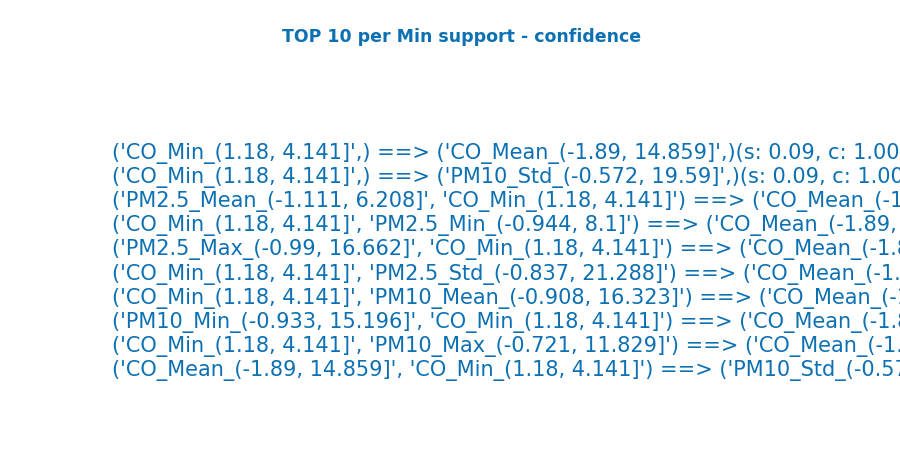 TOP 10 per Min support - confidence
('CO_Min_(1.18, 4.141]',) ==> ('CO_Mean_(-1.89, 14.859]',)(s: 0.09, c: 1.00
('CO_Min_(1.18, 4.141]',) ==> ('PM10_Std_(-0.572, 19.59]',)(s: 0.09, c: 1.00
('PM2.5_Mean_(-1.111, 6.208]', 'CO_Min_(1.18, 4.141]') ==> ('CO_Mean_(-1
('CO_Min_(1.18, 4.141]', 'PM2.5_Min_(-0.944, 8.1]') ==> ('CO_Mean_(-1.89,
('PM2.5_Max_(-0.99, 16.662]', 'CO_Min_(1.18, 4.141]') ==> ('CO_Mean_(-1.8
('CO_Min_(1.18, 4.141]', 'PM2.5_Std_(-0.837, 21.288]') ==> ('CO_Mean_(-1.
('CO_Min_(1.18, 4.141]', 'PM10_Mean_(-0.908, 16.323]') ==> ('CO_Mean_(-1
('PM10_Min_(-0.933, 15.196]', 'CO_Min_(1.18, 4.141]') ==> ('CO_Mean_(-1.8
('CO_Min_(1.18, 4.141]', 'PM10_Max_(-0.721, 11.829]') ==> ('CO_Mean_(-1.
('CO_Mean_(-1.89, 14.859]', 'CO_Min_(1.18, 4.141]') ==> ('PM10_Std_(-0.57